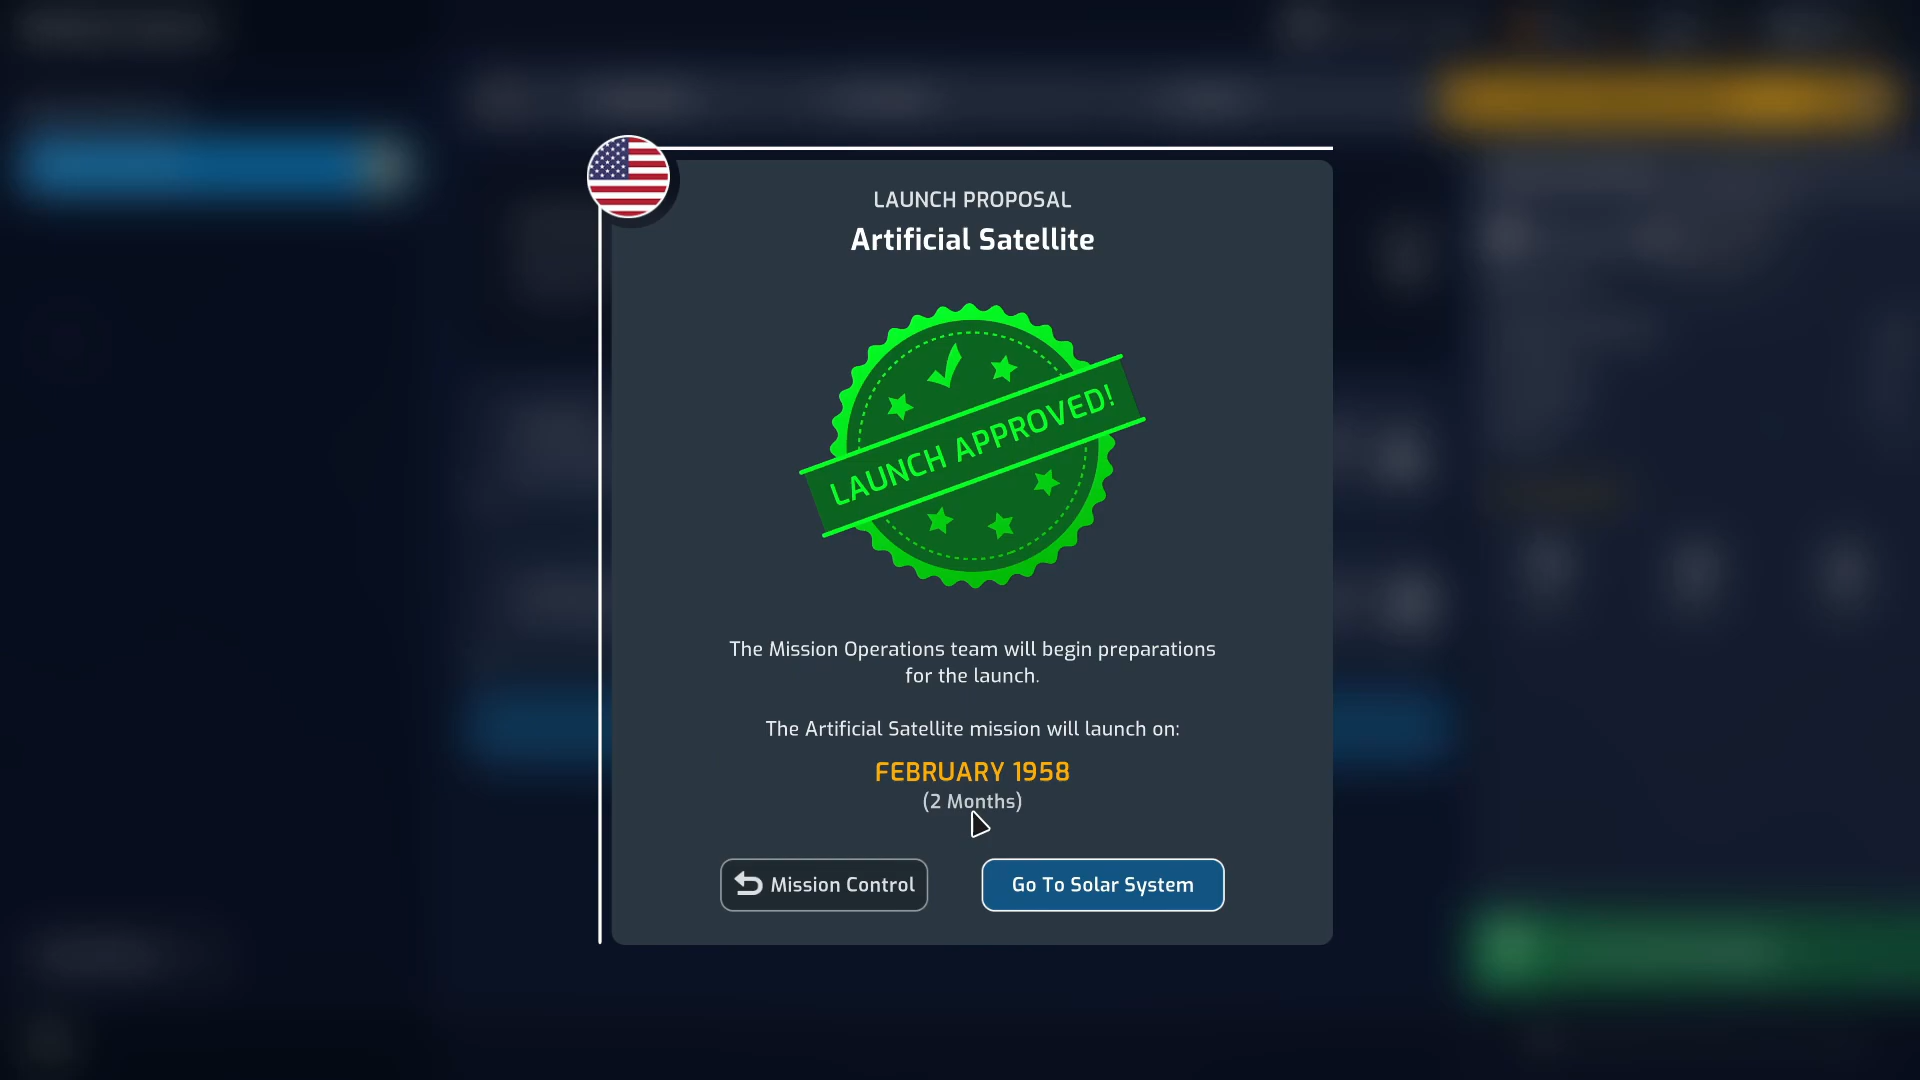 LAUNCH PROPOSAL
Artificial Satellite
LAUNCH APPROVED!
The Mission Operations team will begin preparations
for the launch.
The Artificial Satellite mission will launch on:
FEBRUARY 1958
(2 Months)
Mission Control
Go To Solar System